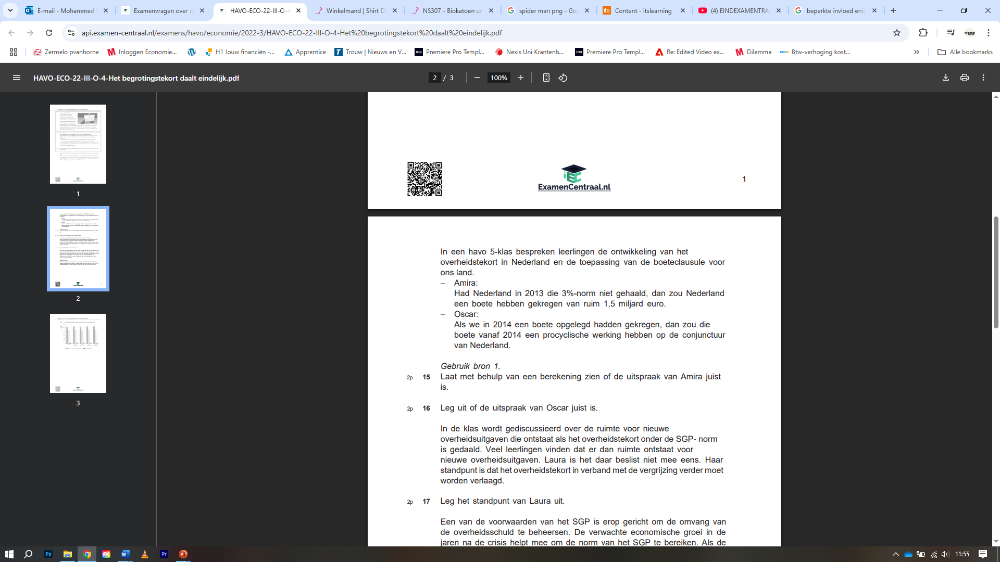 E-mail - Mohammed
Examenvragen over o
HAVO-ECO-22-III-O-4
Winkelmand | Shirt D
NS307 - Biokatoen un
spider man png - Goo
Content - itslearning
(4) EINDEXAMENTRA
beperkte invloed enig
api.examen-centraal.nl/examens/havo/economie/2022-3/HAVO-ECO-22-III-O-4-Het%20begrotingstekort%20daalt%20eindelijk.pdf
Zermelo pvanhorne
Inloggen Economie...
H1 Jouw financiën -...
Apprentice
Trouw | Nieuws en V...
Premiere Pro Templ...
Nexis Uni Krantenb...
Premiere Pro Templ...
Re: Edited Video ex...
Dilemma
Btw-verhoging kost...
Alle bookmarks
HAVO-ECO-22-III-O-4-Het begrotingstekort daalt eindelijk.pdf
2 / 3
100%
1
2
3
ExamenCentraal.nl
1
In een havo 5-klas bespreken leerlingen de ontwikkeling van het
overheidstekort in Nederland en de toepassing van de boeteclausule voor
ons land.
– Amira:
Had Nederland in 2013 die 3%-norm niet gehaald, dan zou Nederland
een boete hebben gekregen van ruim 1,5 miljard euro.
– Oscar:
Als we in 2014 een boete opgelegd hadden gekregen, dan zou die
boete vanaf 2014 een procyclische werking hebben op de conjunctuur
van Nederland.
Gebruik bron 1.
2p 15 Laat met behulp van een berekening zien of de uitspraak van Amira juist
is.
2p 16 Leg uit of de uitspraak van Oscar juist is.
In de klas wordt gediscussieerd over de ruimte voor nieuwe
overheidsuitgaven die ontstaat als het overheidstekort onder de SGP- norm
is gedaald. Veel leerlingen vinden dat er dan ruimte ontstaat voor
nieuwe overheidsuitgaven. Laura is het daar beslist niet mee eens. Haar
standpunt is dat het overheidstekort in verband met de vergrijzing verder moet
worden verlaagd.
2p 17 Leg het standpunt van Laura uit.
Een van de voorwaarden van het SGP is erop gericht om de omvang van
de overheidsschuld te beheersen. De verwachte economische groei in de
jaren na de crisis helpt mee om de norm van het SGP te bereiken. Als de
11:55